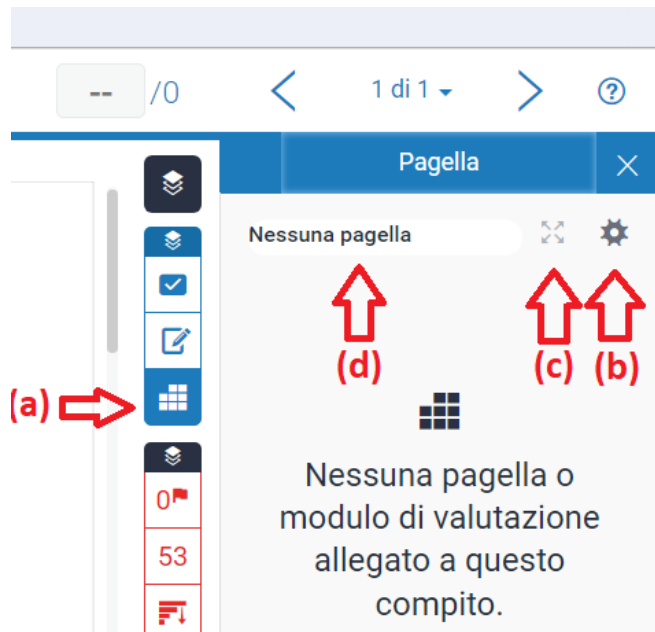 -- /0
1 di 1
?
Pagella
Nessuna pagella
(d)
(c)
(b)
(a)
0
53
Nessuna pagella o
modulo di valutazione
allegato a questo
compito.